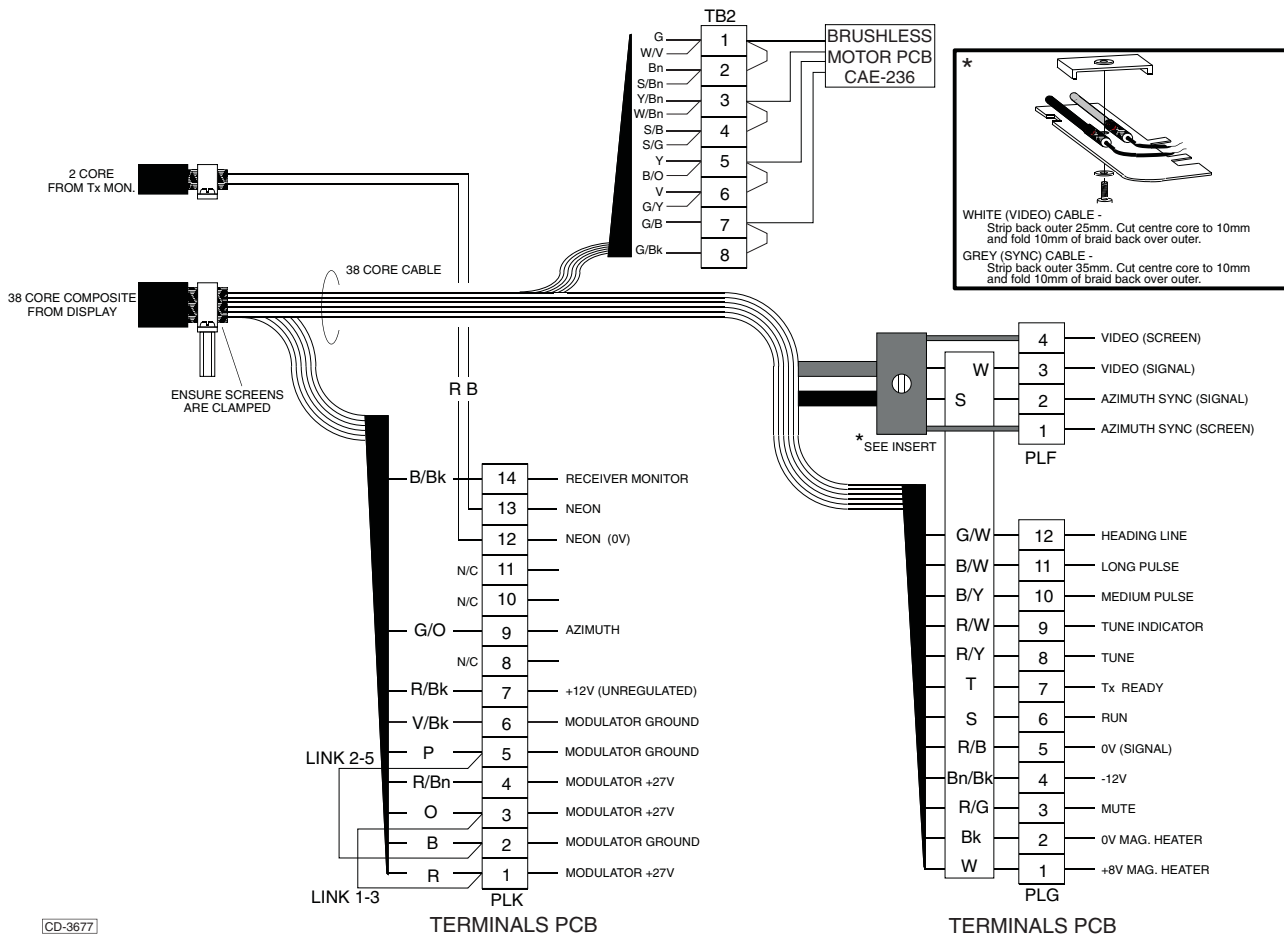 TB2
G
W/V
Bn
S/Bn
Y/Bn
W/Bn
S/B
S/G
Y
B/O
V
G/Y
G/B
G/Bk
1
2
3
4
5
6
7
8
BRUSHLESS
MOTOR PCB
CAE-236
*
WHITE (VIDEO) CABLE -
Strip back outer 25mm. Cut centre core to 10mm
and fold 10mm of braid back over outer.
GREY (SYNC) CABLE -
Strip back outer 35mm. Cut centre core to 10mm
and fold 10mm of braid back over outer.
2 CORE
FROM Tx MON.
38 CORE CABLE
38 CORE COMPOSITE
FROM DISPLAY
ENSURE SCREENS
ARE CLAMPED
R B
W
S
4 VIDEO (SCREEN)
3 VIDEO (SIGNAL)
2 AZIMUTH SYNC (SIGNAL)
1 AZIMUTH SYNC (SCREEN)
* SEE INSERT
PLF
B/Bk 14 RECEIVER MONITOR
13 NEON
12 NEON (0V)
N/C 11
N/C 10
G/O 9 AZIMUTH
N/C 8
R/Bk 7 +12V (UNREGULATED)
V/Bk 6 MODULATOR GROUND
P 5 MODULATOR GROUND
LINK 2-5
R/Bn 4 MODULATOR +27V
O 3 MODULATOR +27V
B 2 MODULATOR GROUND
R 1 MODULATOR +27V
LINK 1-3
PLK
TERMINALS PCB
G/W 12 HEADING LINE
B/W 11 LONG PULSE
B/Y 10 MEDIUM PULSE
R/W 9 TUNE INDICATOR
R/Y 8 TUNE
T 7 Tx READY
S 6 RUN
R/B 5 0V (SIGNAL)
Bn/Bk 4 -12V
R/G 3 MUTE
Bk 2 0V MAG. HEATER
W 1 +8V MAG. HEATER
PLG
TERMINALS PCB
CD-3677